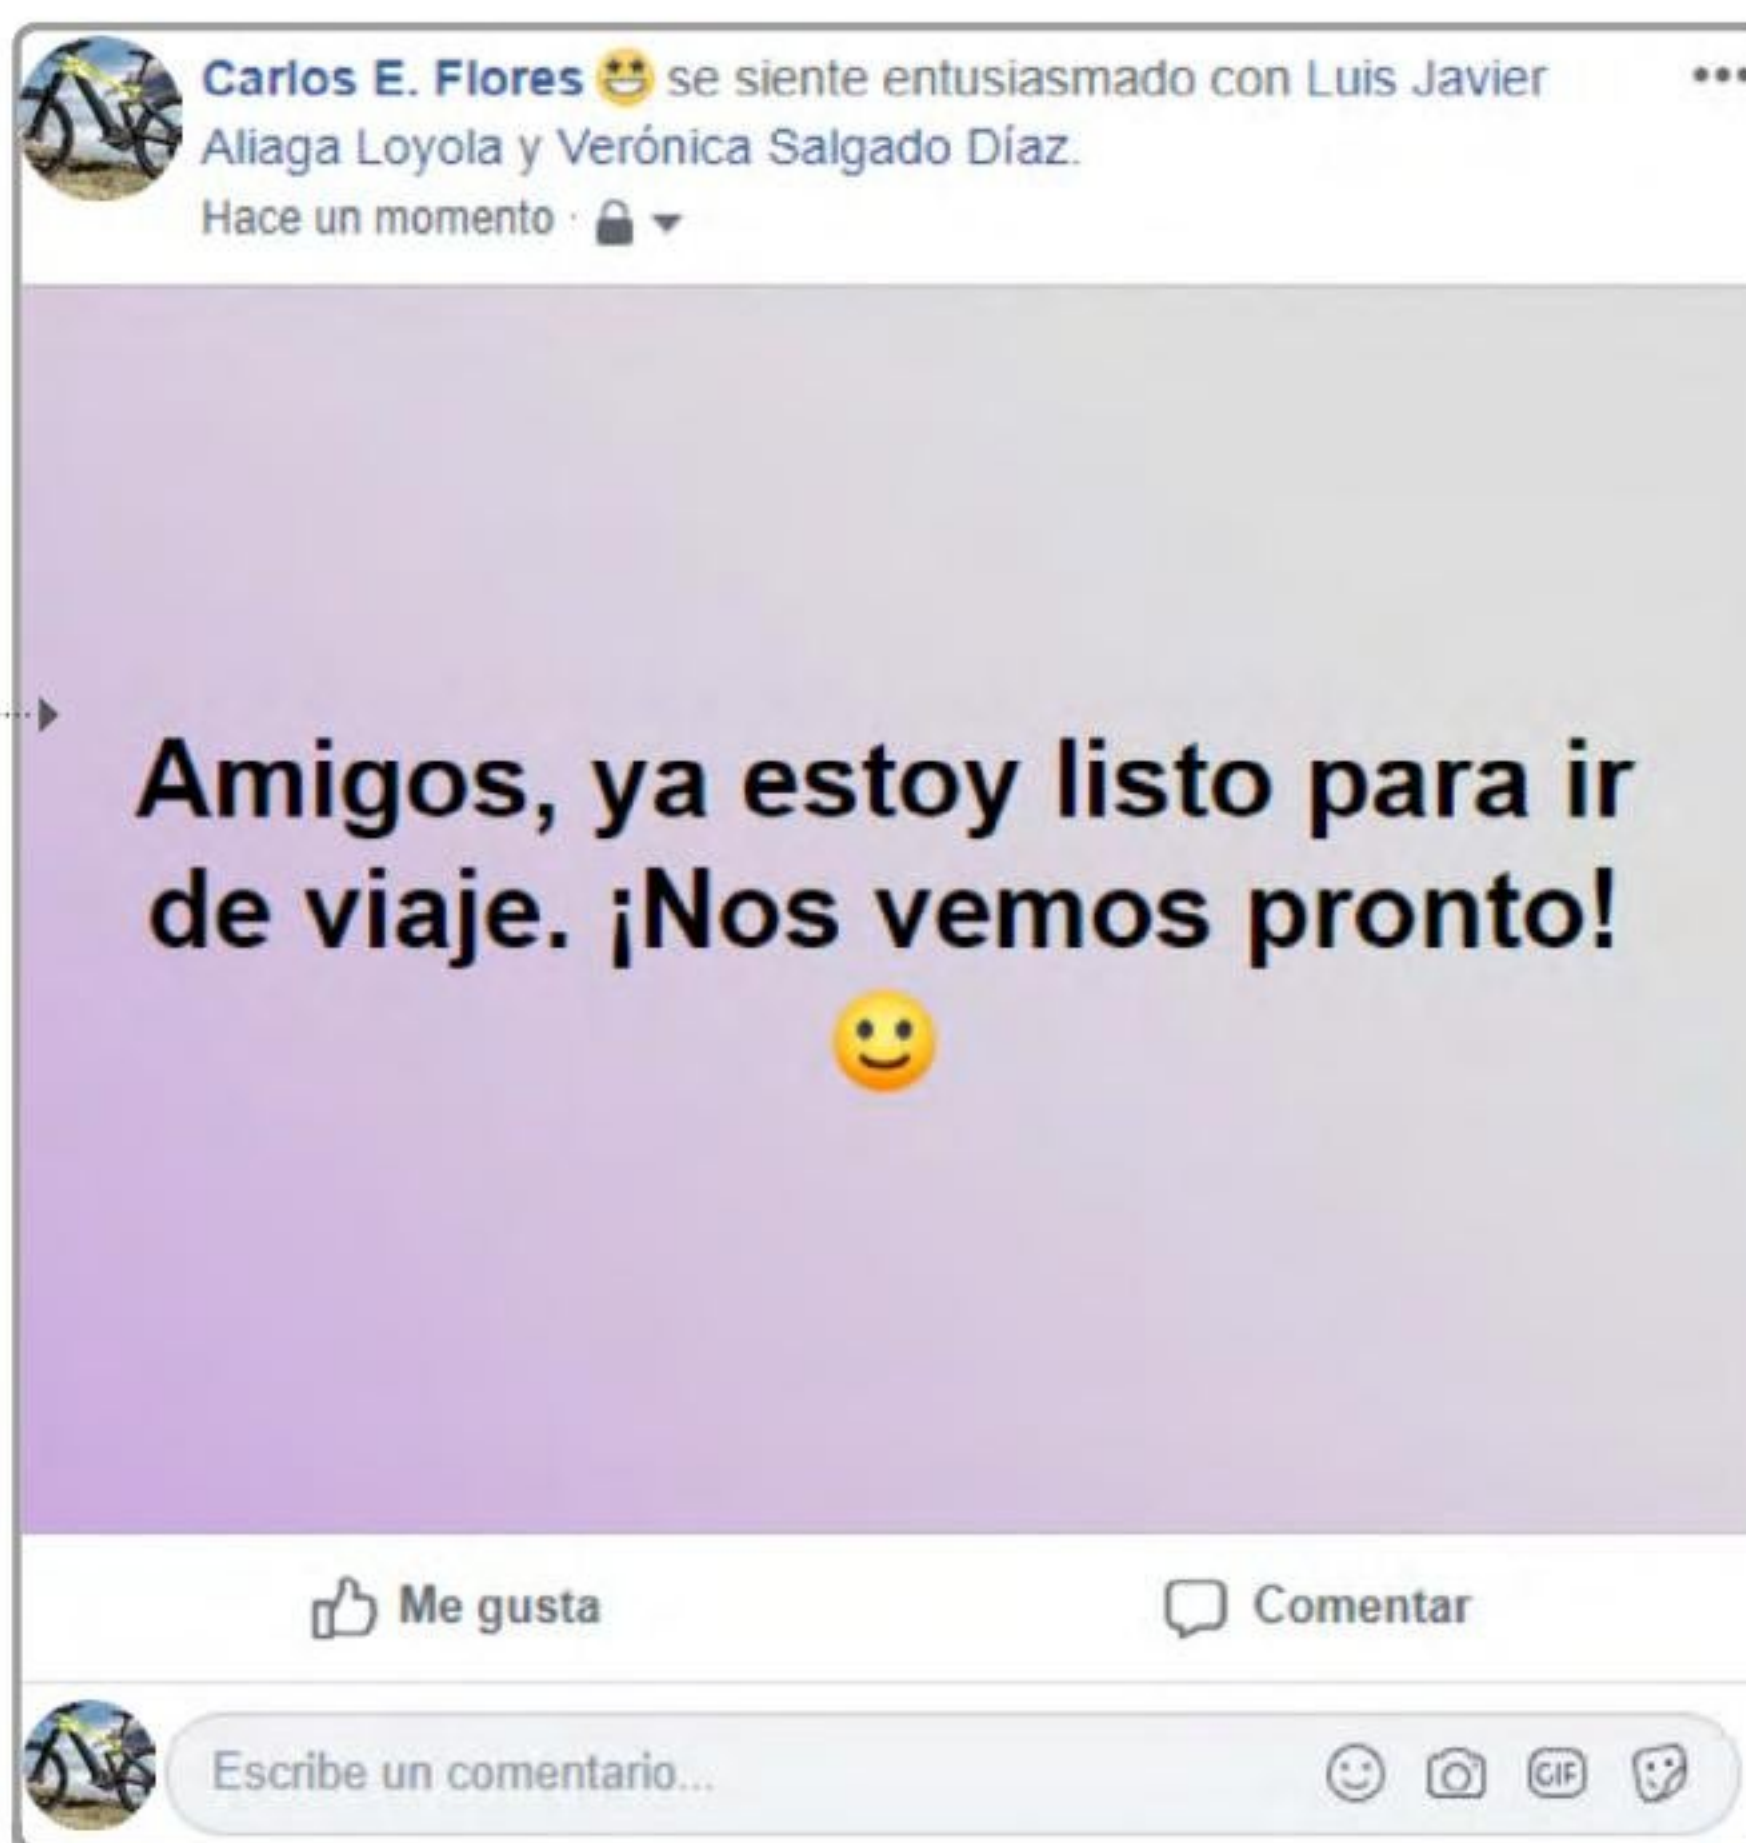 Carlos E. Flores 🤩 se siente entusiasmado con Luis Javier
Aliaga Loyola y Verónica Salgado Díaz.
Hace un momento ·
Amigos, ya estoy listo para ir
de viaje. ¡Nos vemos pronto!
🙂
Me gusta
Comentar
Escribe un comentario...
GIF